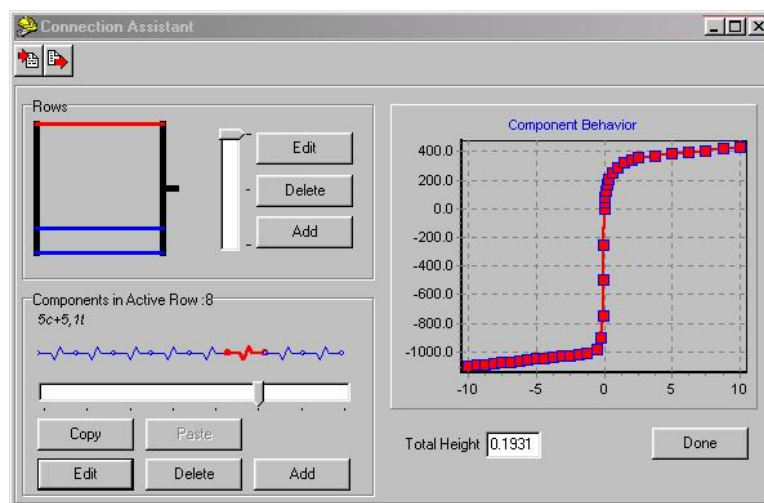 Connection Assistant
Rows
Edit
Delete
Add
Components in Active Row :8
5c+5,1t
Copy
Paste
Edit
Delete
Add
Component Behavior
400.0
200.0
0.0
-200.0
-400.0
-600.0
-800.0
-1000.0
-10
-5
0
5
10
Total Height 0.1931
Done